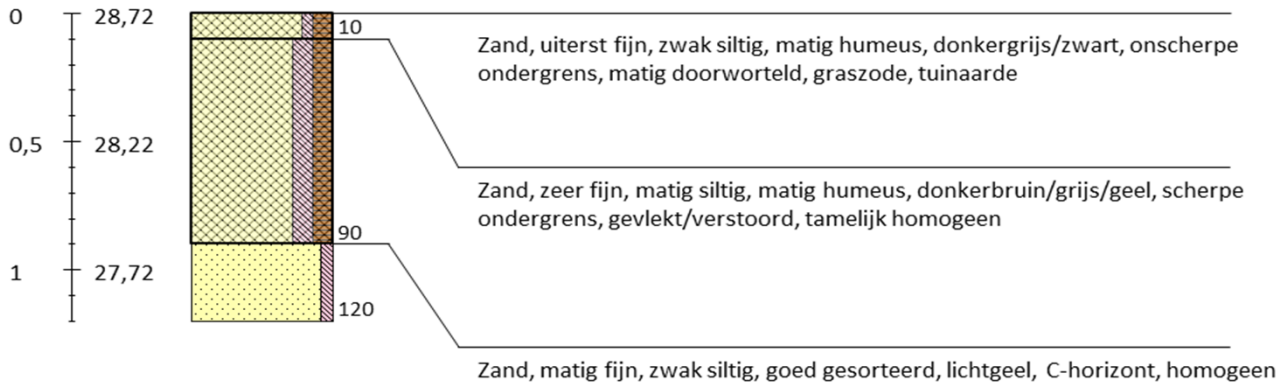 0 28,72
10
Zand, uiterst fijn, zwak siltig, matig humeus, donkergrijs/zwart, onscherpe
ondergrens, matig doorworteld, graszode, tuinaarde
0,5 28,22
Zand, zeer fijn, matig siltig, matig humeus, donkerbruin/grijs/geel, scherpe
ondergrens, gevlekt/verstoord, tamelijk homogeen
90
1 27,72
120
Zand, matig fijn, zwak siltig, goed gesorteerd, lichtgeel, C-horizont, homogeen